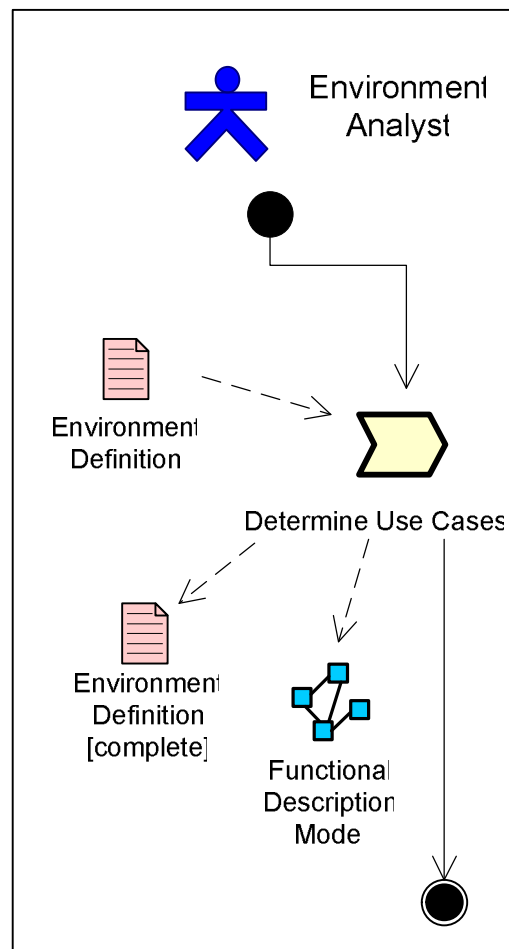 Environment
Analyst
Environment
Definition
Determine Use Cases
Environment
Definition
[complete]
Functional
Description
Mode